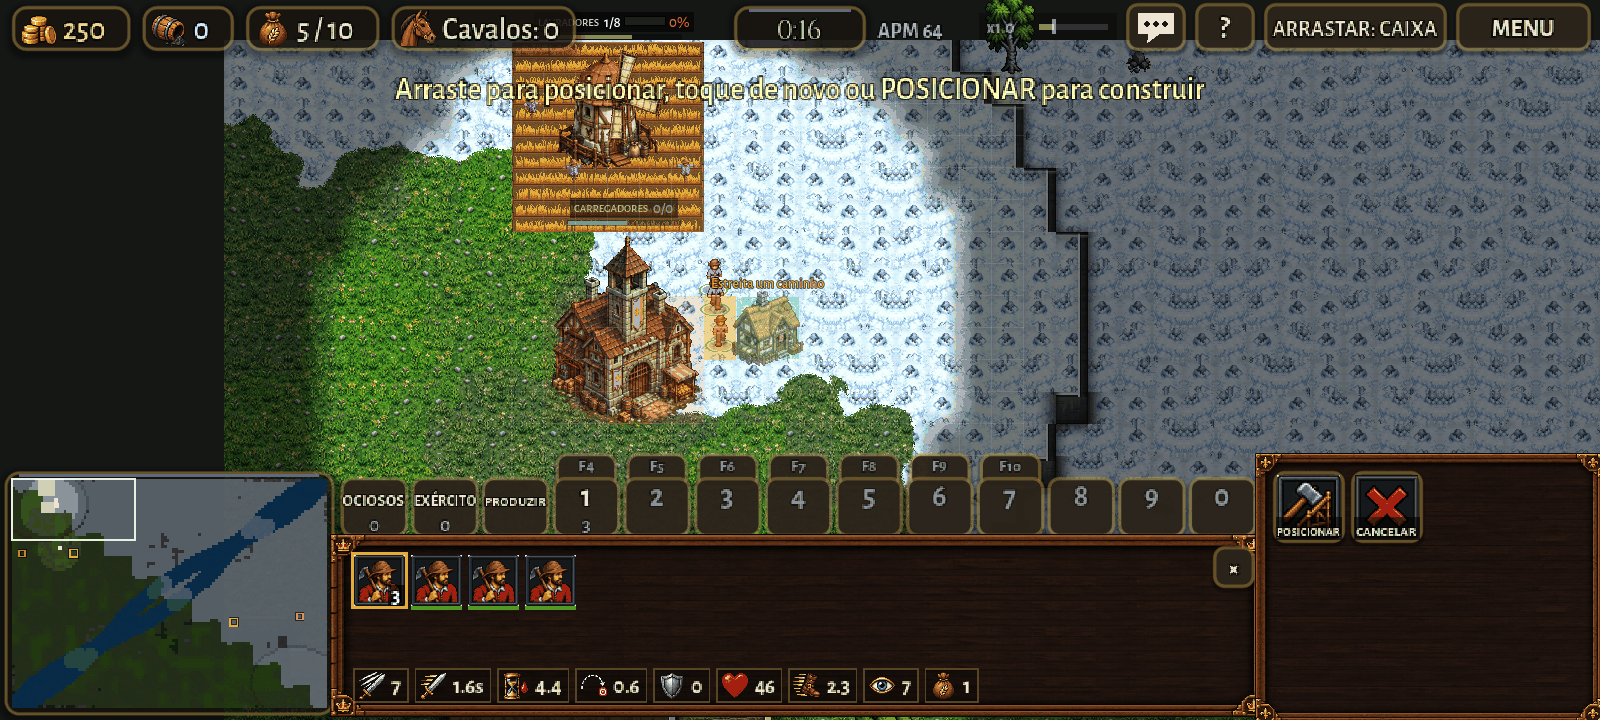 250
0
5/10
Cavalos: 0
1/8
0%
0:16
APM 64
x1.0
?
ARRASTAR: CAIXA
MENU
Arraste para posicionar, toque de novo ou POSICIONAR para construir
CARREGADORES 0/0
Estreita um caminho
F4
F5
F6
F7
F8
F9
F10
OCIOSOS
0
EXÉRCITO
0
PRODUZIR
1
3
2
3
4
5
6
7
8
9
0
POSICIONAR
CANCELAR
3
x
7
1.6s
4.4
0.6
0
46
2.3
7
1